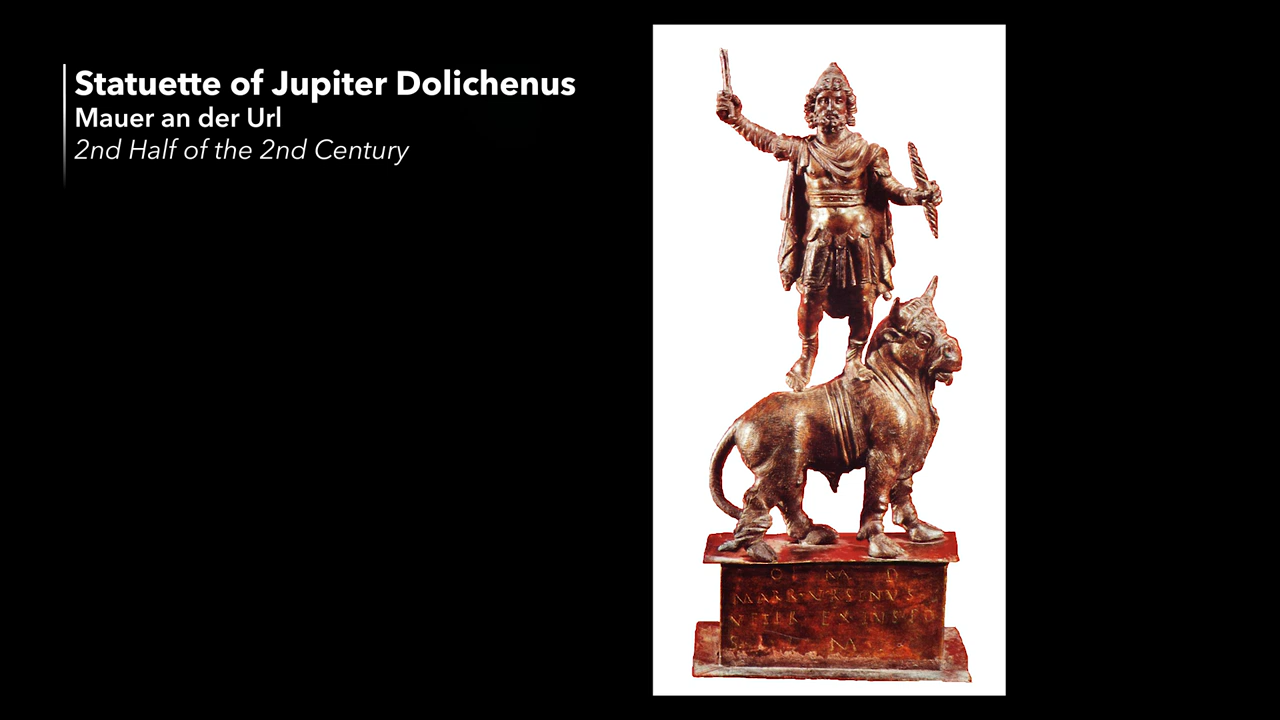 Statuette of Jupiter Dolichenus
Mauer an der Url
2nd Half of the 2nd Century